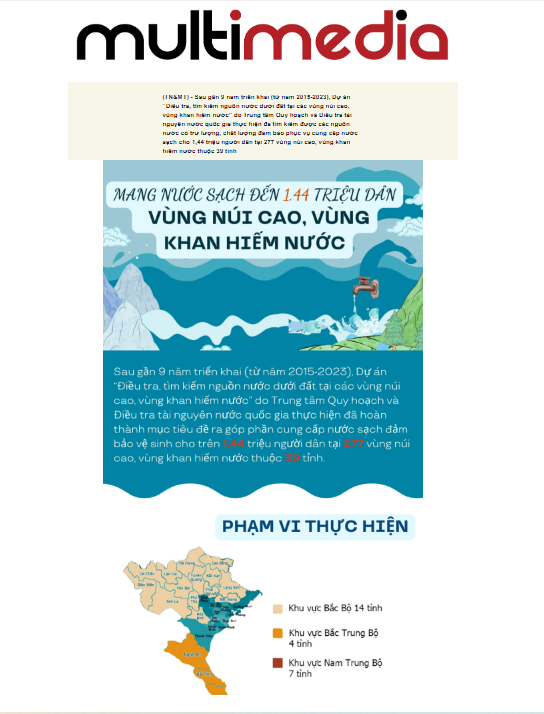 multimedia
(TN&MT) - Sau gần 9 năm triển khai (từ năm 2015-2023), Dự án
"Điều tra, tìm kiếm nguồn nước dưới đất tại các vùng núi cao,
vùng khan hiếm nước" do Trung tâm Quy hoạch và Điều tra tài
nguyên nước quốc gia thực hiện đã tìm kiếm được các nguồn
nước có trữ lượng, chất lượng đảm bảo phục vụ cung cấp nước
sạch cho 1,44 triệu người dân tại 277 vùng núi cao, vùng khan
hiếm nước thuộc 39 tỉnh
MANG NƯỚC SẠCH ĐẾN 1.44 TRIỆU DÂN
VÙNG NÚI CAO, VÙNG
KHAN HIẾM NƯỚC
Sau gần 9 năm triển khai (từ năm 2015-2023), Dự án
"Điều tra, tìm kiếm nguồn nước dưới đất tại các vùng núi
cao, vùng khan hiếm nước" do Trung tâm Quy hoạch và
Điều tra tài nguyên nước quốc gia thực hiện đã hoàn
thành mục tiêu đề ra góp phần cung cấp nước sạch đảm
bảo vệ sinh cho trên 1.44 triệu người dân tại 277 vùng núi
cao, vùng khan hiếm nước thuộc 39 tỉnh.
PHẠM VI THỰC HIỆN
Khu vực Bắc Bộ 14 tỉnh
Khu vực Bắc Trung Bộ
4 tỉnh
Khu vực Nam Trung Bộ
7 tỉnh